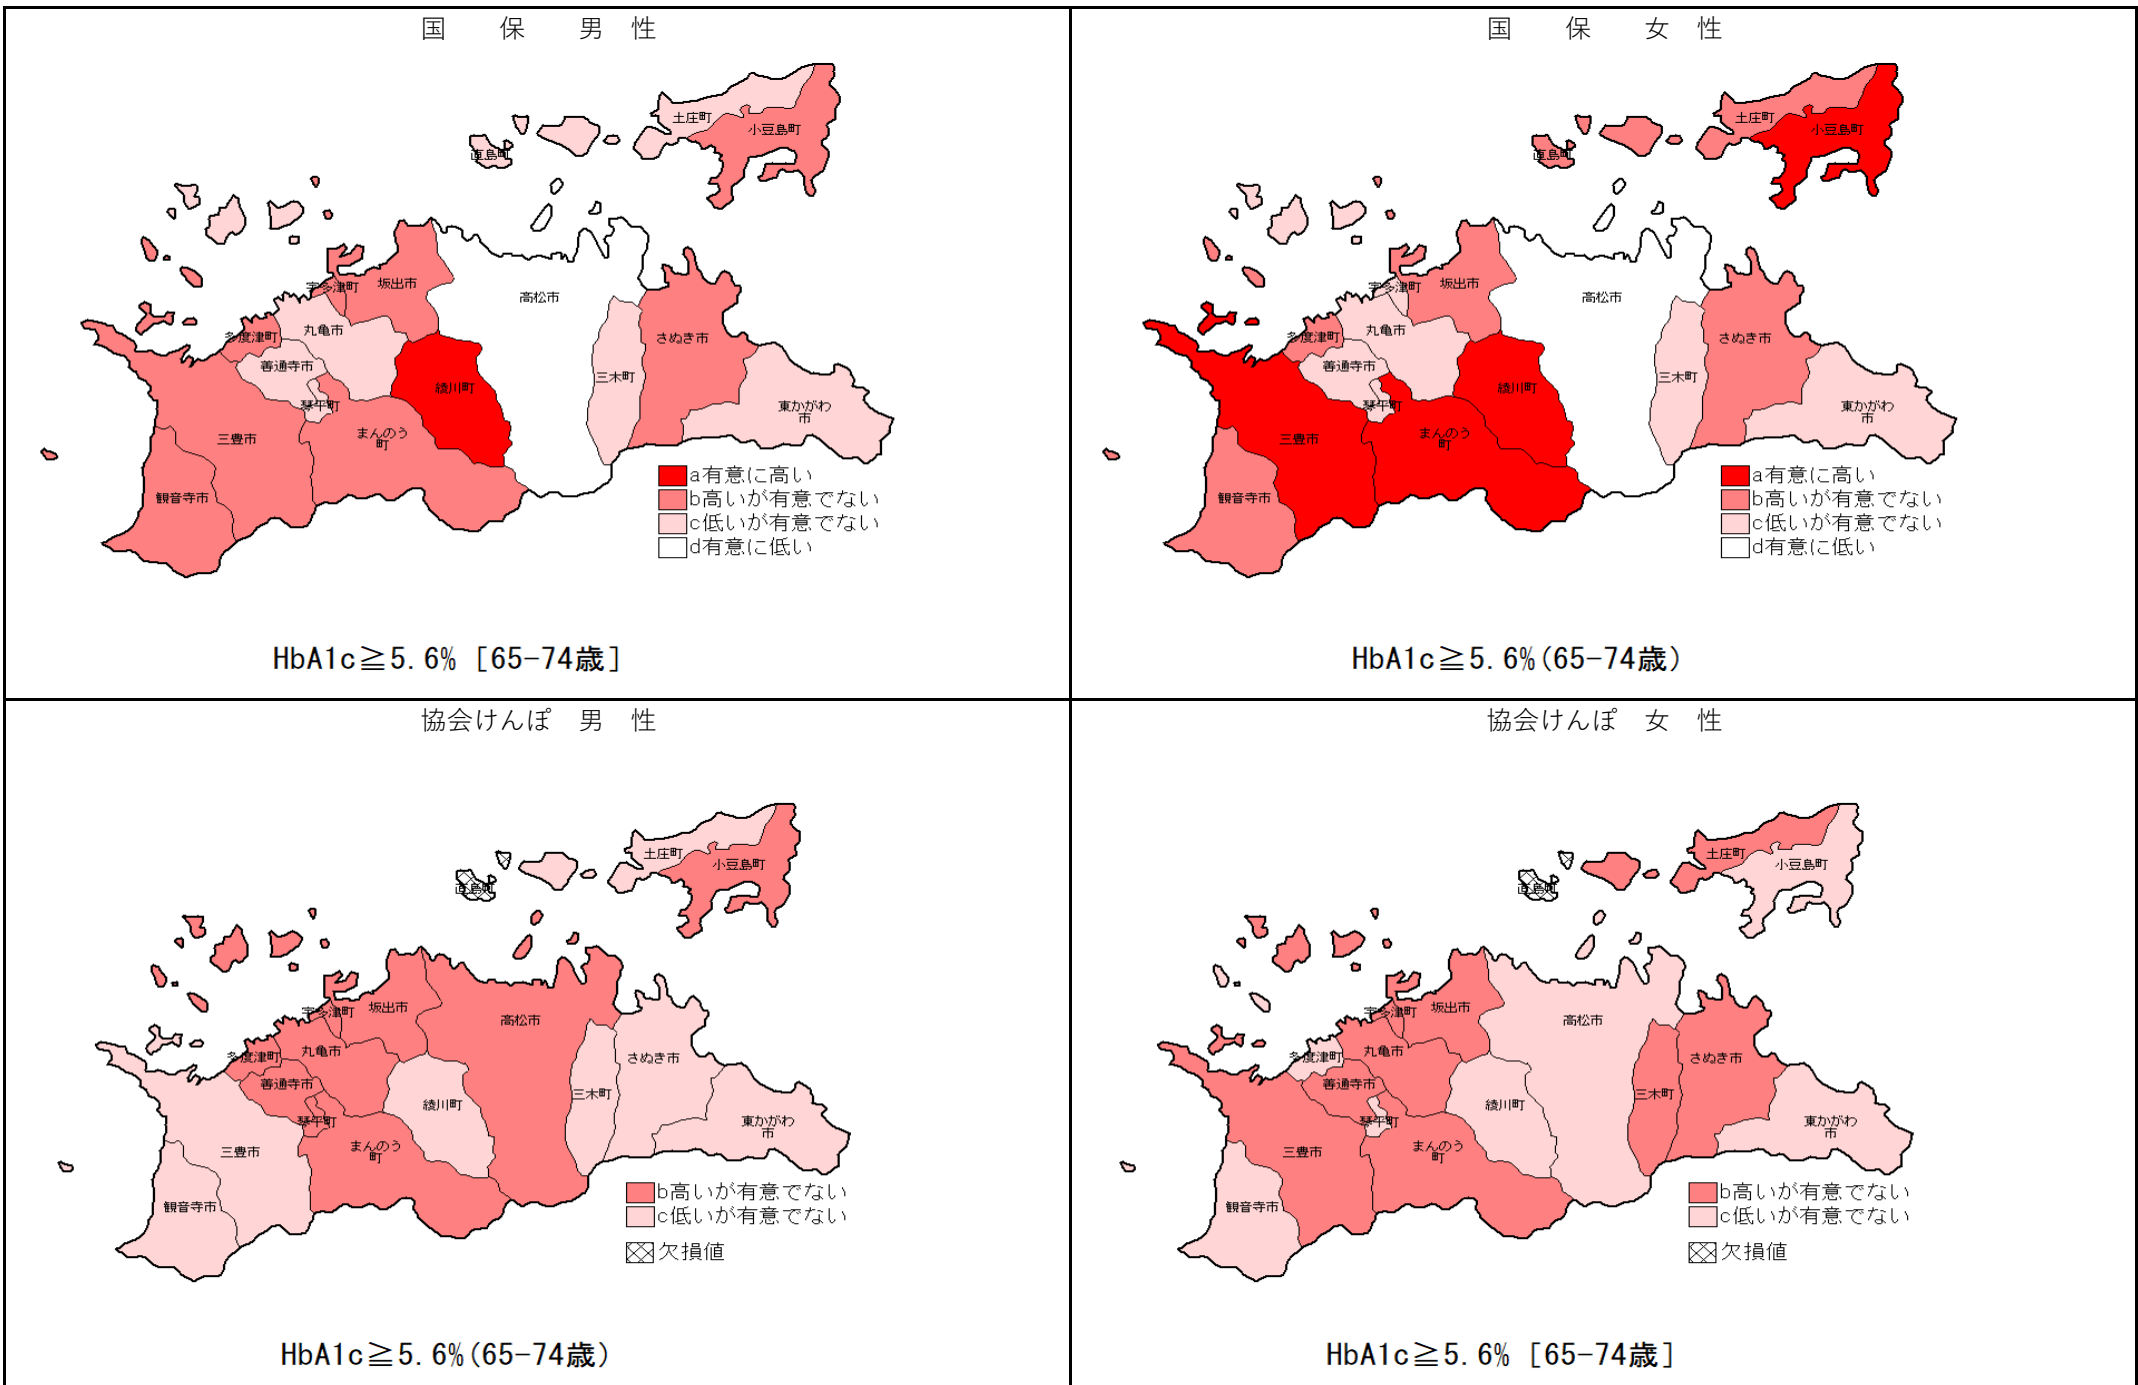 国　保　男　性
土庄町
小豆島町
直島町
坂出市
宇多津町
高松市
丸亀市
多度津町
さぬき市
善通寺市
三木町
綾川町
琴平町
東かがわ
市
まんのう
町
三豊市
観音寺市
a有意に高い
b高いが有意でない
c低いが有意でない
d有意に低い
HbA1c≧5.6% [65-74歳]
国　保　女　性
土庄町
小豆島町
直島町
坂出市
宇多津町
高松市
丸亀市
多度津町
さぬき市
善通寺市
三木町
綾川町
琴平町
東かがわ
市
まんのう
町
三豊市
観音寺市
a有意に高い
b高いが有意でない
c低いが有意でない
d有意に低い
HbA1c≧5.6%(65-74歳)
協会けんぽ　男　性
土庄町
小豆島町
直島町
坂出市
宇多津町
高松市
丸亀市
多度津町
さぬき市
善通寺市
三木町
綾川町
琴平町
東かがわ
市
まんのう
町
三豊市
観音寺市
b高いが有意でない
c低いが有意でない
欠損値
HbA1c≧5.6%(65-74歳)
協会けんぽ　女　性
土庄町
小豆島町
直島町
坂出市
宇多津町
高松市
丸亀市
多度津町
さぬき市
善通寺市
三木町
綾川町
琴平町
東かがわ
市
まんのう
町
三豊市
観音寺市
b高いが有意でない
c低いが有意でない
欠損値
HbA1c≧5.6% [65-74歳]